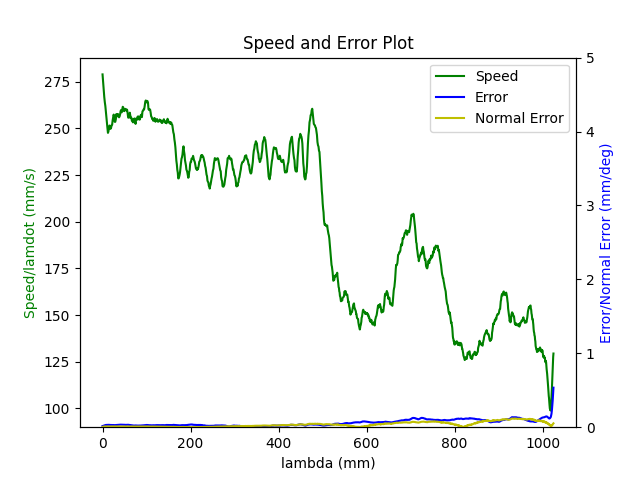 Speed and Error Plot
Speed
Error
Normal Error
275
250
225
200
175
150
125
100
Speed/lamdot (mm/s)
5
4
3
2
1
0
Error/Normal Error (mm/deg)
0 200 400 600 800 1000
lambda (mm)